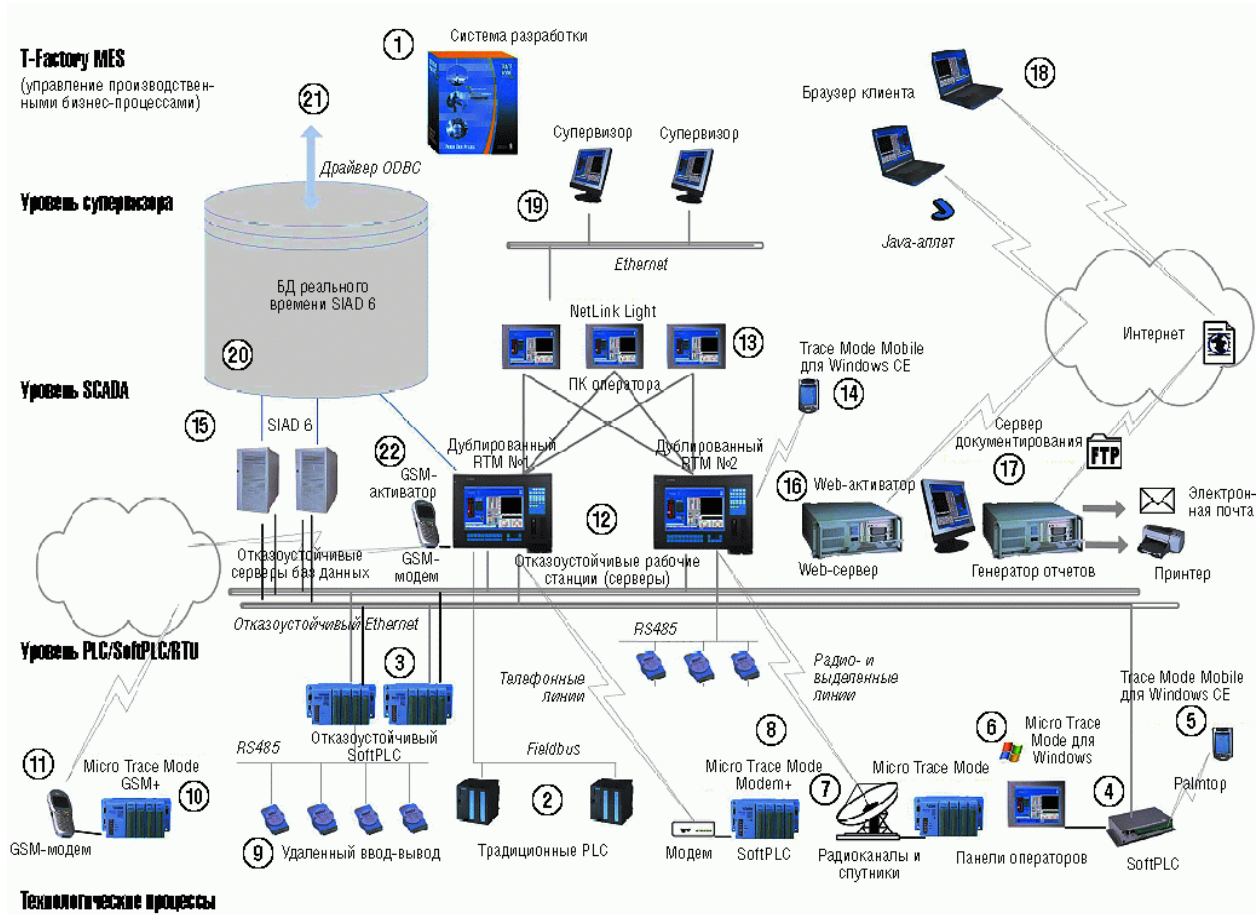 T-Factory MES
(управление производствен-
ными бизнес-процессами)
1
Система разработки
18
Браузер клиента
21
Драйвер ODBC
Супервизор
Супервизор
Уровень супервизора
19
Java-апплет
Ethernet
БД реального
времени SIAD 6
NetLink Light
Интернет
20
13
Trace Mode Mobile
для Windows CE
ПК оператора
14
Уровень SCADA
15
SIAD 6
22
Дублированный
RTM №1
Дублированный
RTM №2
Сервер
документирования
17
FTP
GSM-
активатор
16
Web-активатор
Электрон-
ная почта
12
GSM-
модем
Отказоустойчивые
серверы баз данных
Отказоустойчивые рабочие
станции (серверы)
Web-сервер
Генератор отчетов
Принтер
Отказоустойчивый Ethernet
RS485
Уровень PLC/SoftPLC/RTU
3
Телефонные
линии
Радио- и
выделенные
линии
Trace Mode Mobile
для Windows CE
5
Отказоустойчивый
SoftPLC
RS485
Fieldbus
8
6
Micro Trace
Mode для
Windows
11
Micro Trace Mode
GSM+
10
2
Micro Trace Mode
Modem+
7
Micro Trace Mode
4
Palmtop
GSM-модем
9
Удаленный ввод-вывод
Традиционные PLC
Модем
SoftPLC
Радиоканалы и
спутники
Панели операторов
SoftPLC
Технологические процессы